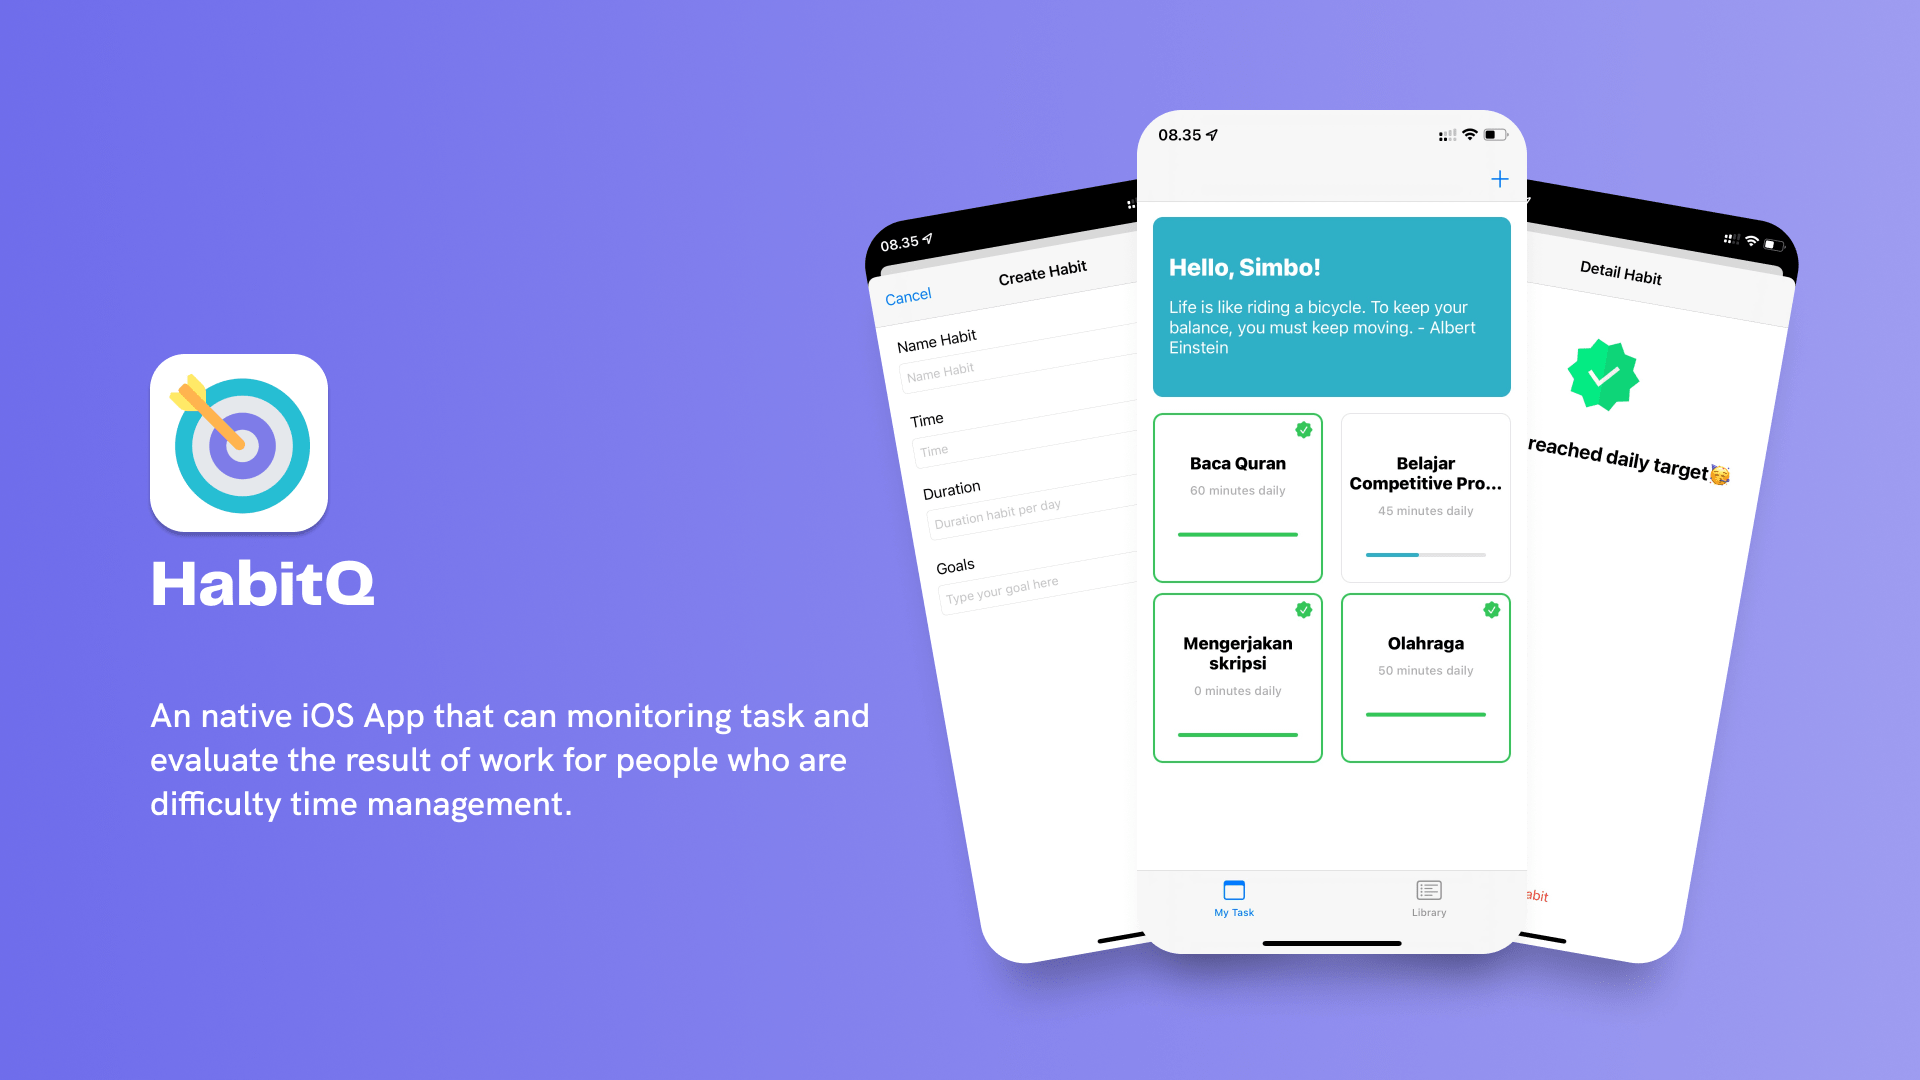 HabitQ
An native iOS App that can monitoring task and
evaluate the result of work for people who are
difficulty time management.
08.35
Create Habit
Cancel
Name Habit
Name Habit
Time
Time
Duration
Duration habit per day
Goals
Type your goal here
08.35
Hello, Simbo!
Life is like riding a bicycle. To keep your
balance, you must keep moving. - Albert
Einstein
Baca Quran
60 minutes daily
Belajar
Competitive Pro...
45 minutes daily
Mengerjakan
skripsi
0 minutes daily
Olahraga
50 minutes daily
My Task
Library
Detail Habit
reached daily target🥳
abit